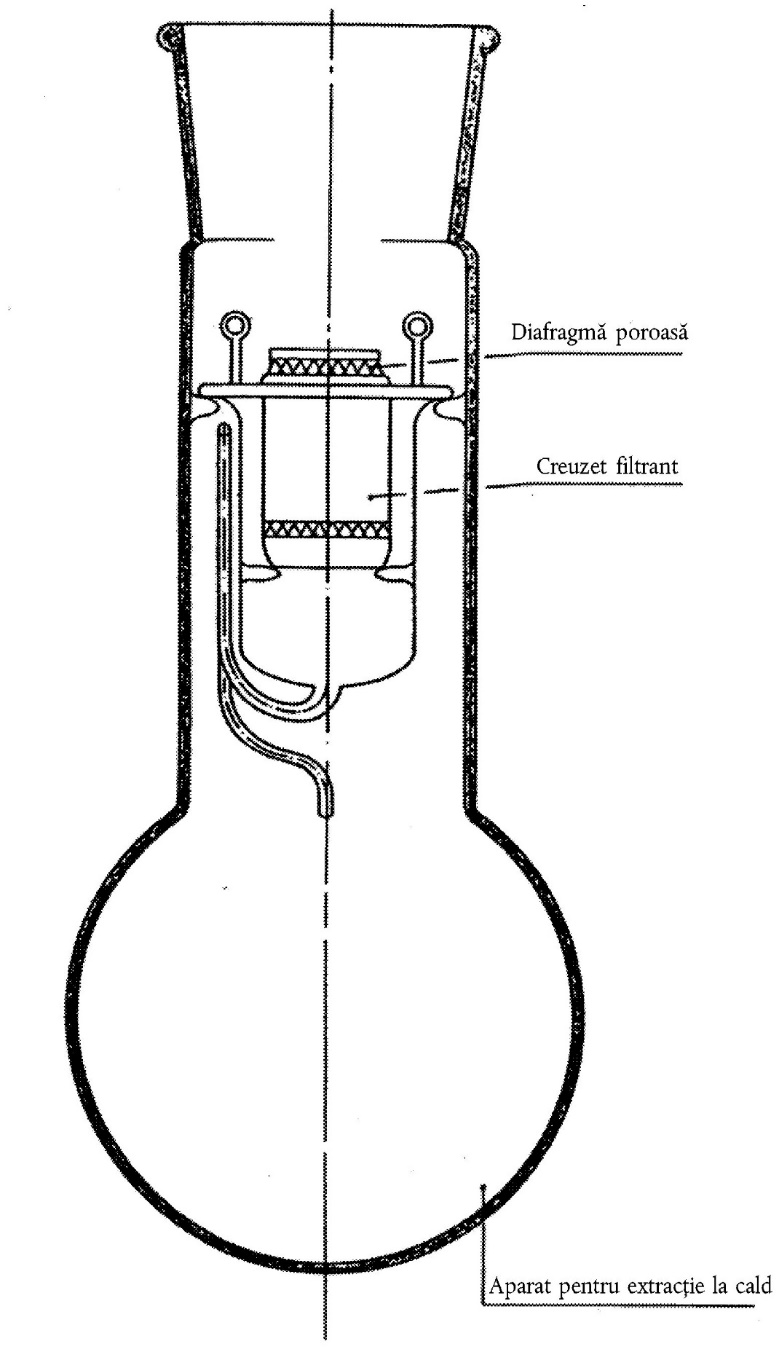 Diafragmă poroasă
Creuzet filtrant
Aparat pentru extracție la cald